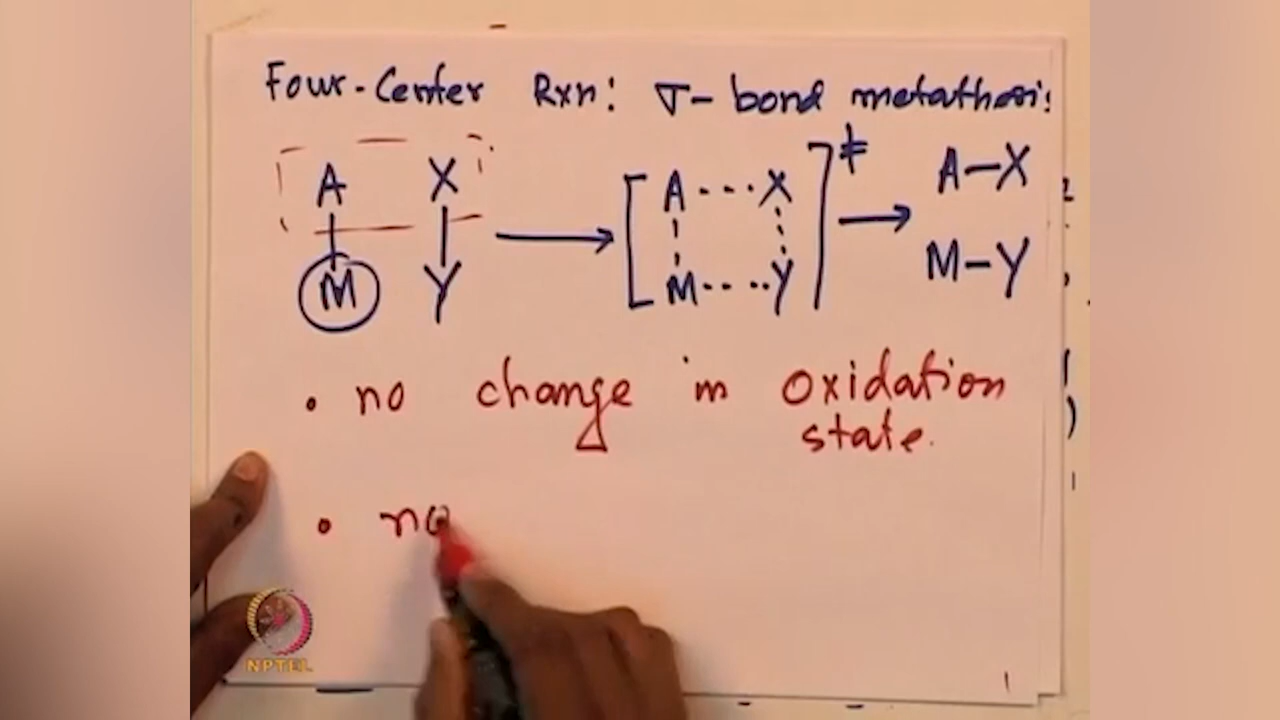 Four-Center Rxn: σ-bond metathesis
A X A---X ‡ A-X
M Y M----Y M-Y
• no change in oxidation
state.
• no
NPTEL